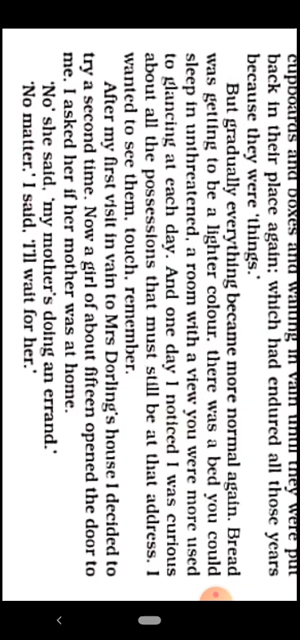 cupboards and boxes and waiting in vain until they were put
back in their place again; which had endured all those years
because they were 'things.'
But gradually everything became more normal again. Bread
was getting to be a lighter colour, there was a bed you could
sleep in unthreatened, a room with a view you were more used
to glancing at each day. And one day I noticed I was curious
about all the possessions that must still be at that address. I
wanted to see them, touch, remember.
After my first visit in vain to Mrs Dorling's house I decided to
try a second time. Now a girl of about fifteen opened the door to
me. I asked her if her mother was at home.
'No' she said, 'my mother's doing an errand.'
'No matter,' I said, 'I'll wait for her.'